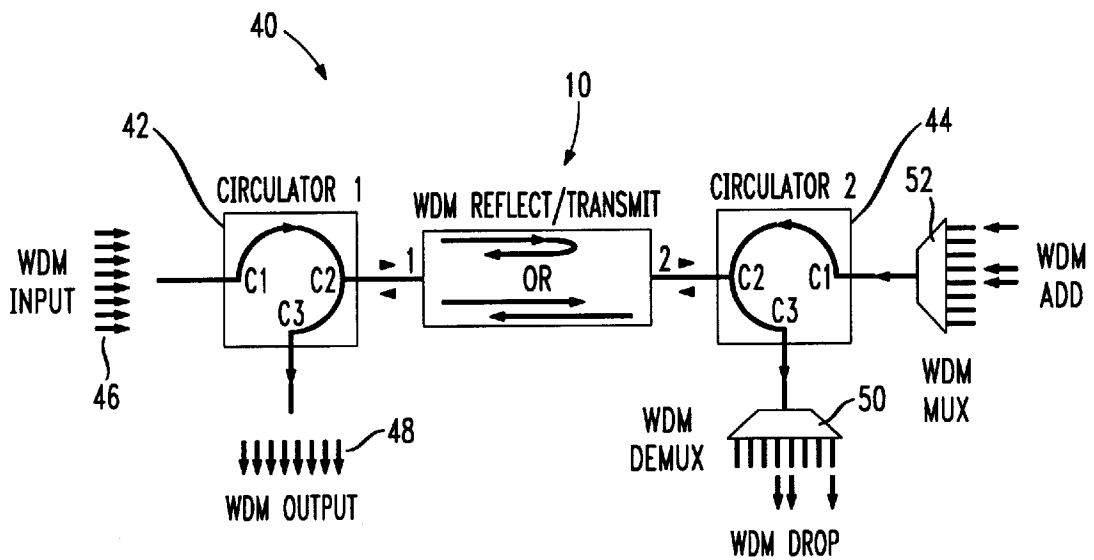 40
10
42
44
52
CIRCULATOR 1
WDM REFLECT/TRANSMIT
CIRCULATOR 2
WDM
INPUT
C1
C2
C3
1
OR
2
C2
C1
C3
WDM
ADD
46
WDM
MUX
48
WDM
DEMUX
50
WDM OUTPUT
WDM DROP